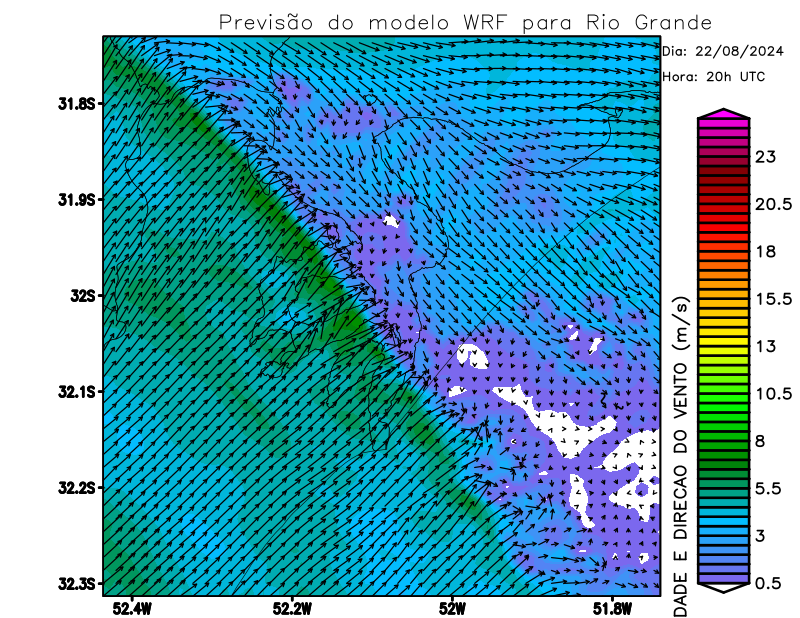 Previsão do modelo WRF para Rio Grande
Dia: 22/08/2024
Hora: 20h UTC
31.8S
31.9S
32S
32.1S
32.2S
32.3S
52.4W
52.2W
52W
51.8W
23
20.5
18
15.5
13
10.5
8
5.5
3
0.5
DADE E DIRECAO DO VENTO (m/s)